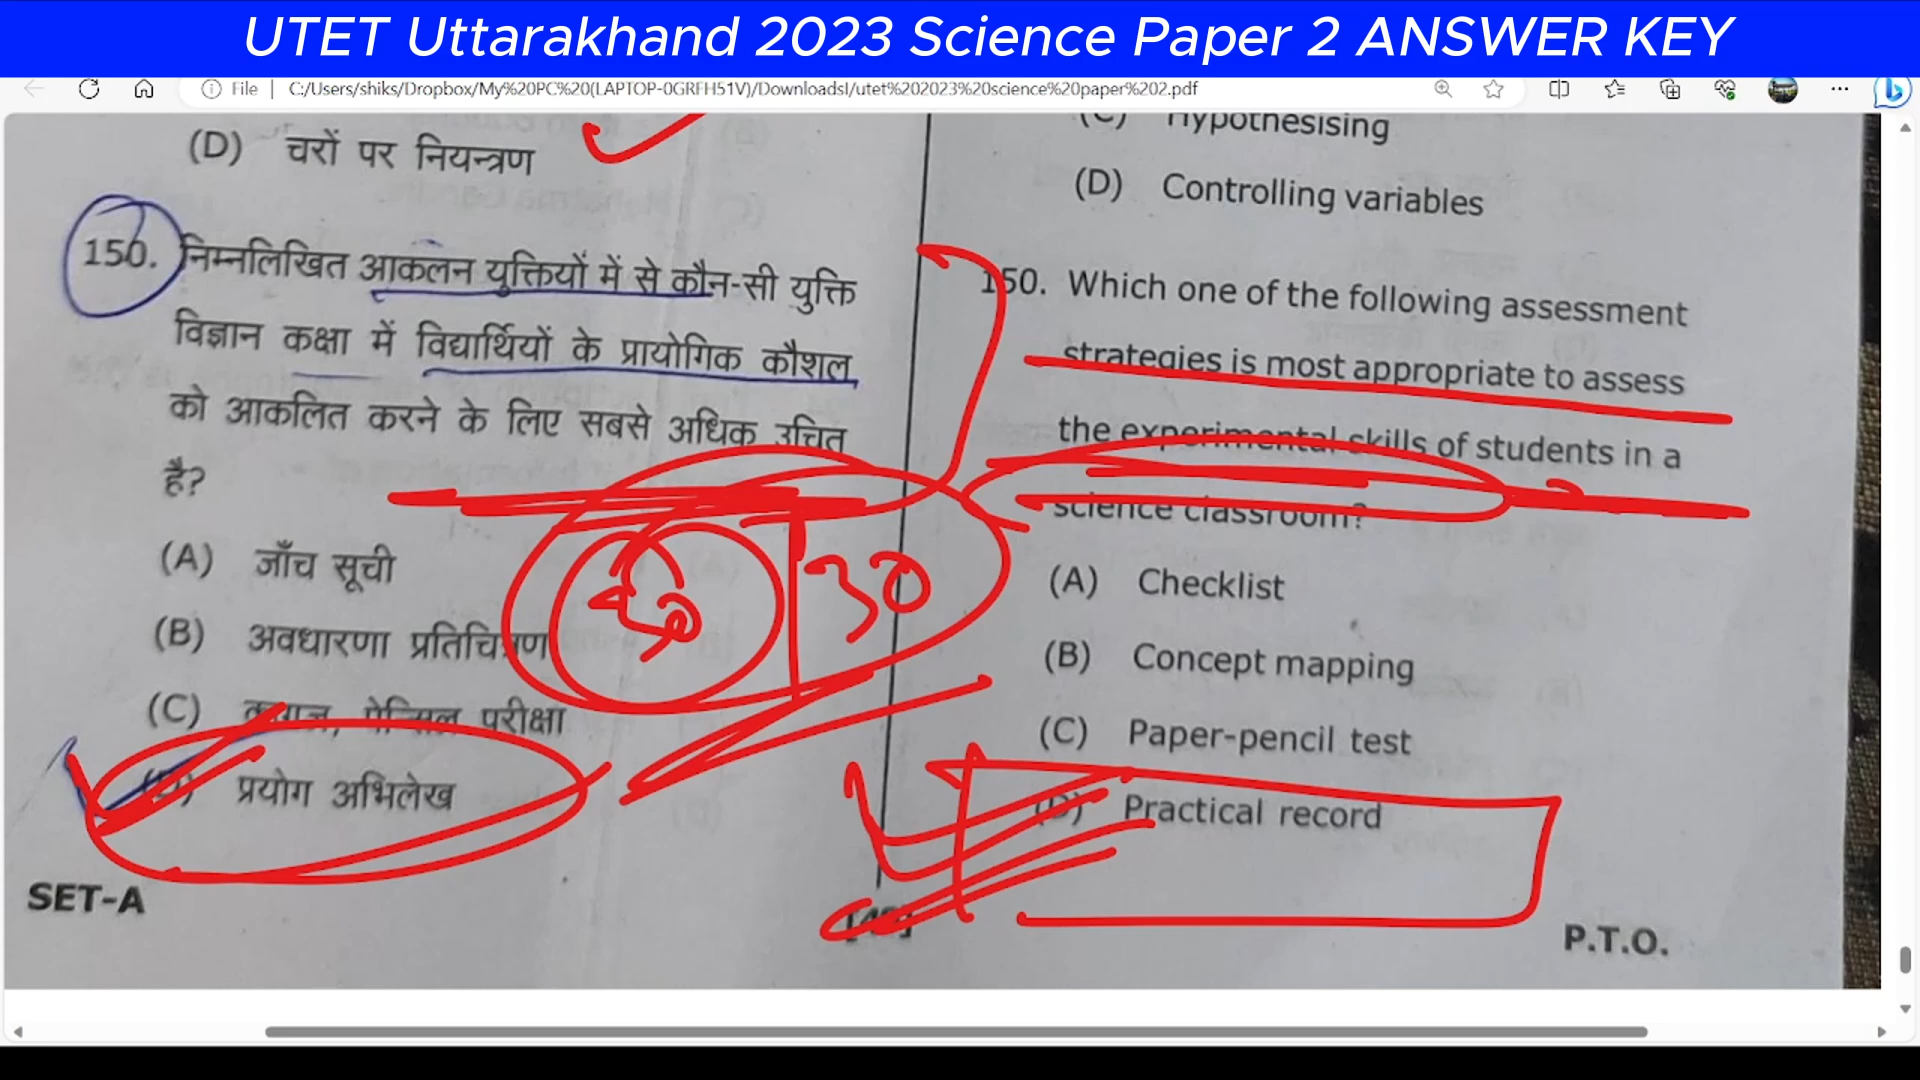 UTET Uttarakhand 2023 Science Paper 2 ANSWER KEY
File | C:/Users/shiks/Dropbox/My%20PC%20(LAPTOP-0GRFH51V)/Downloadsl/utet%202023%20science%20paper%202.pdf
(D) चरों पर नियन्त्रण
150. निम्नलिखित आकलन युक्तियों में से कौन-सी युक्ति
विज्ञान कक्षा में विद्यार्थियों के प्रायोगिक कौशल
को आकलित करने के लिए सबसे अधिक उचित
है?
(A) जाँच सूची
(B) अवधारणा प्रतिचित्रण
(C) कागज, पेन्सिल परीक्षा
(D) प्रयोग अभिलेख
SET-A
30
(C) Hypothesising
(D) Controlling variables
150. Which one of the following assessment
strategies is most appropriate to assess
the experimental skills of students in a
science classroom?
(A) Checklist
(B) Concept mapping
(C) Paper-pencil test
(D) Practical record
P.T.O.